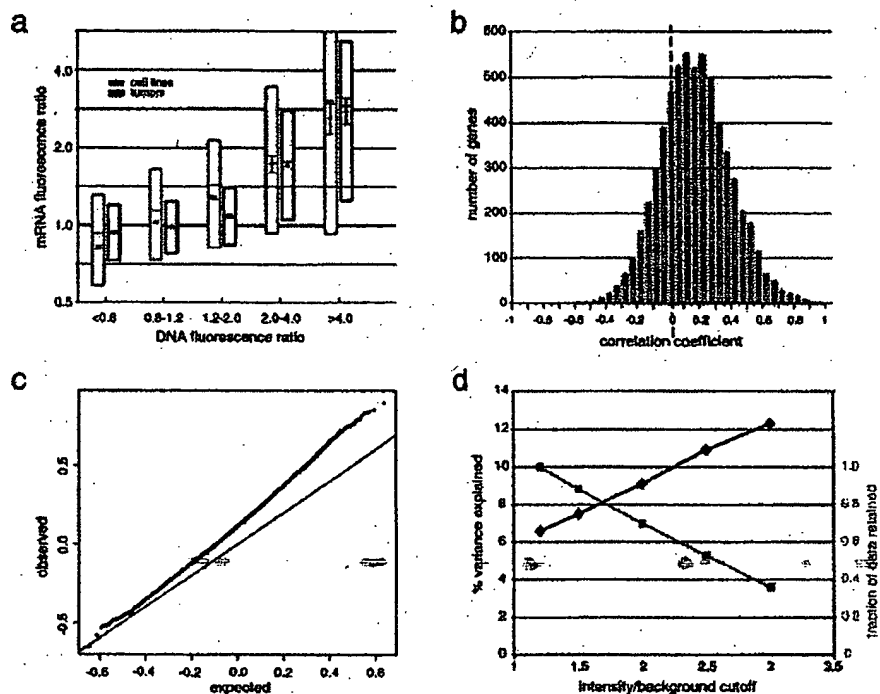 a
mRNA fluorescence ratio
4.0
2.0
1.0
0.5
cell lines
tumors
<0.8
0.8-1.2
1.2-2.0
2.0-4.0
>4.0
DNA fluorescence ratio
b
number of genes
600
500
400
300
200
100
0
-1 -0.8 -0.6 -0.4 -0.2 0 0.2 0.4 0.6 0.8 1
correlation coefficient
c
observed
0.5
0.0
-0.5
-0.6 -0.4 -0.2 0.0 0.2 0.4 0.6
expected
d
% variance explained
14
12
10
8
6
4
2
0
1 1.5 2 2.5 3 3.5
intensity/background cutoff
1.0
0.8
0.6
0.4
0.2
0
fraction of data retained